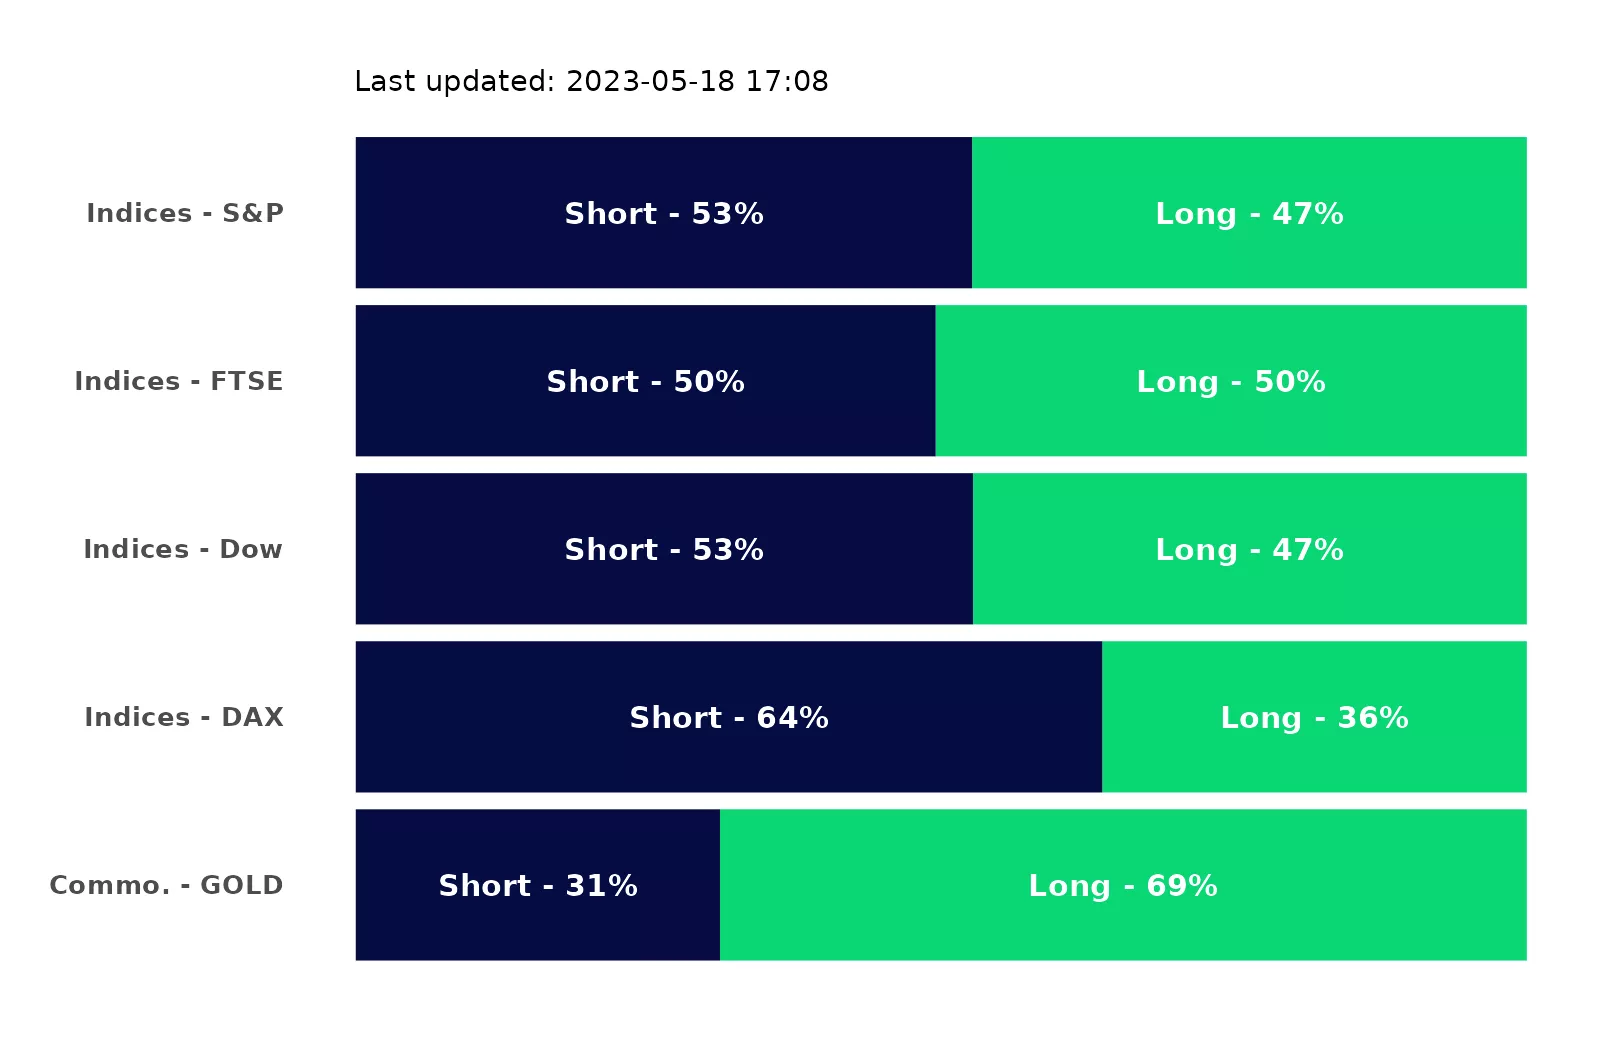 Last updated: 2023-05-18 17:08
Indices - S&P Short - 53% Long - 47%
Indices - FTSE Short - 50% Long - 50%
Indices - Dow Short - 53% Long - 47%
Indices - DAX Short - 64% Long - 36%
Commo. - GOLD Short - 31% Long - 69%